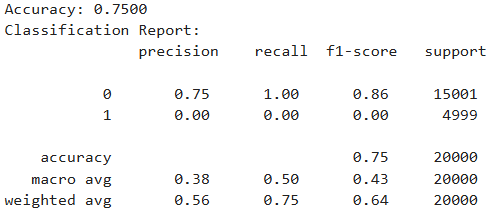 Accuracy: 0.7500
Classification Report:
precision recall f1-score support
0 0.75 1.00 0.86 15001
1 0.00 0.00 0.00 4999
accuracy 0.75 20000
macro avg 0.38 0.50 0.43 20000
weighted avg 0.56 0.75 0.64 20000